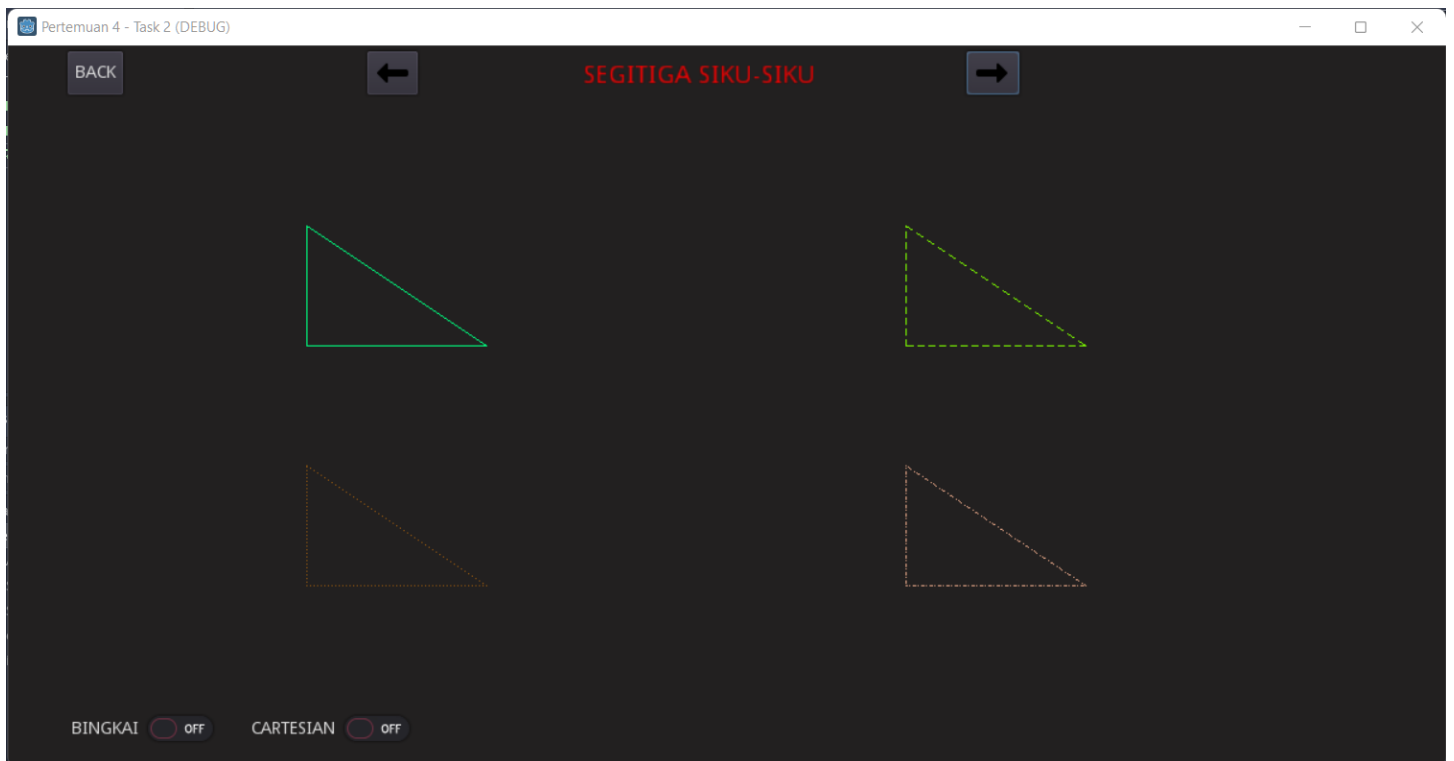 Pertemuan 4 - Task 2 (DEBUG)
BACK
SEGITIGA SIKU-SIKU
BINGKAI OFF CARTESIAN OFF